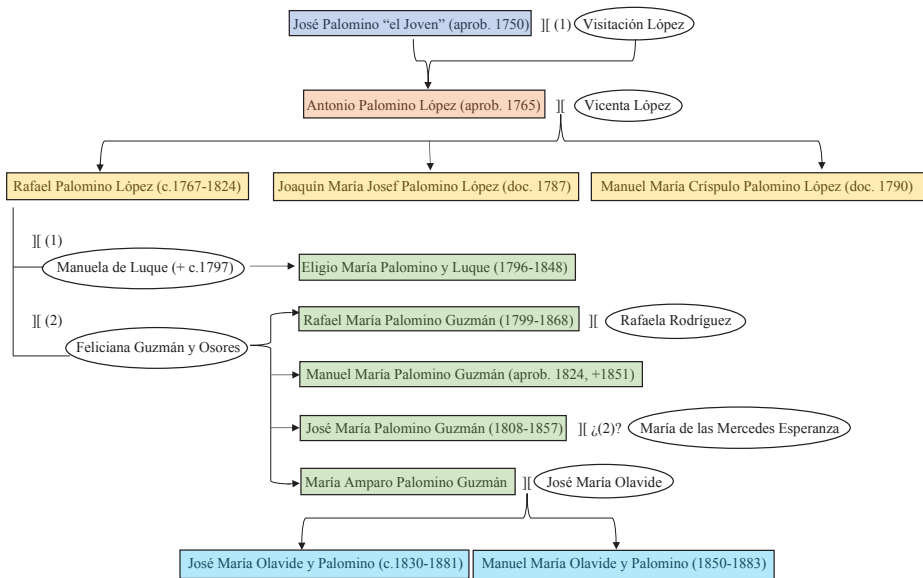 José Palomino “el Joven” (aprob. 1750) ][ (1) Visitación López
Antonio Palomino López (aprob. 1765) ][ Vicenta López
Rafael Palomino López (c.1767-1824) Joaquín María Josef Palomino López (doc. 1787) Manuel María Críspulo Palomino López (doc. 1790)
][ (1)
Manuela de Luque (+ c.1797) Eligio María Palomino y Luque (1796-1848)
Rafael María Palomino Guzmán (1799-1868) ][ Rafaela Rodríguez
][ (2)
Feliciana Guzmán y Osores
Manuel María Palomino Guzmán (aprob. 1824, +1851)
José María Palomino Guzmán (1808-1857) ][ ¿(2)? María de las Mercedes Esperanza
María Amparo Palomino Guzmán ][ José María Olavide
José María Olavide y Palomino (c.1830-1881) Manuel María Olavide y Palomino (1850-1883)